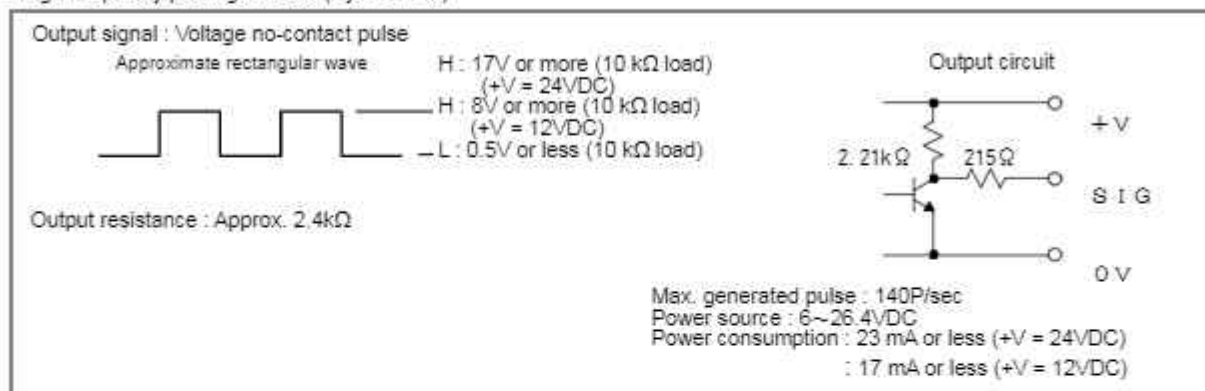 Output signal : Voltage no-contact pulse
Approximate rectangular wave
H : 17V or more (10 kΩ load)
(+V = 24VDC)
H : 8V or more (10 kΩ load)
(+V = 12VDC)
L : 0.5V or less (10 kΩ load)
Output resistance : Approx. 2.4kΩ
Output circuit
+V
2. 21kΩ
215Ω
SIG
0V
Max. generated pulse : 140P/sec
Power source : 6~26.4VDC
Power consumption : 23 mA or less (+V = 24VDC)
: 17 mA or less (+V = 12VDC)